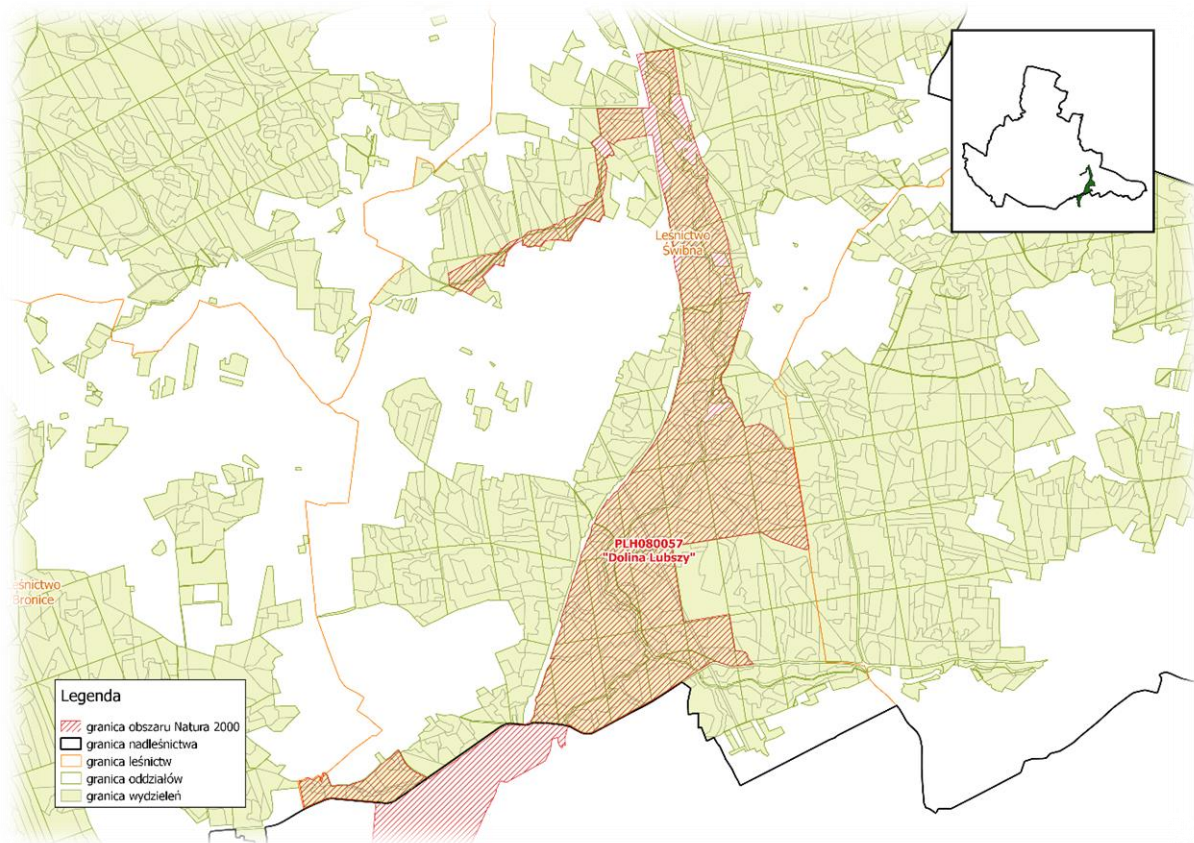 Leśnictwo
Świbna
PLH080057
"Dolina Lubszy"
eśnictwo
Bronice
Legenda
granica obszaru Natura 2000
granica nadleśnictwa
granica leśnictw
granica oddziałów
granica wydzieleń